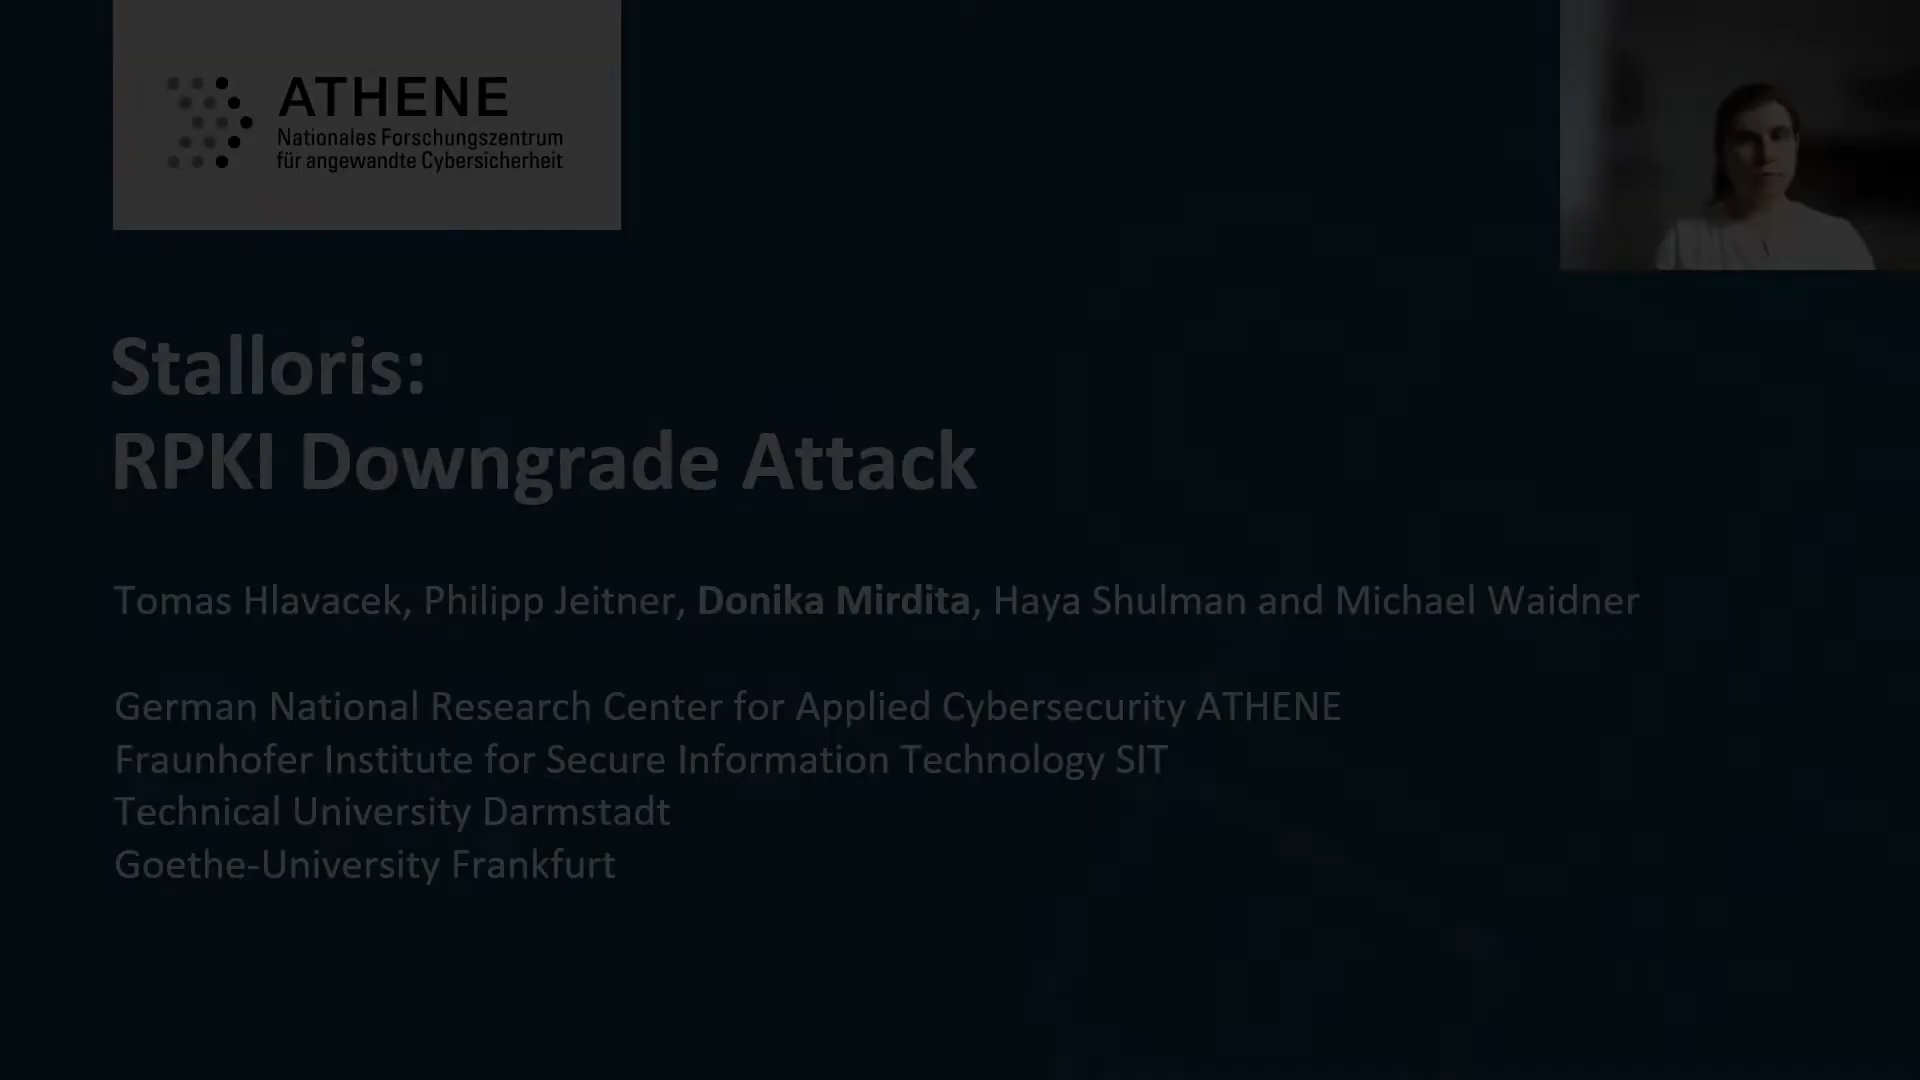 ATHENE
Nationales Forschungszentrum
für angewandte Cybersicherheit
Stalloris:
RPKI Downgrade Attack
Tomas Hlavacek, Philipp Jeitner, Donika Mirdita, Haya Shulman and Michael Waidner
German National Research Center for Applied Cybersecurity ATHENE
Fraunhofer Institute for Secure Information Technology SIT
Technical University Darmstadt
Goethe-University Frankfurt